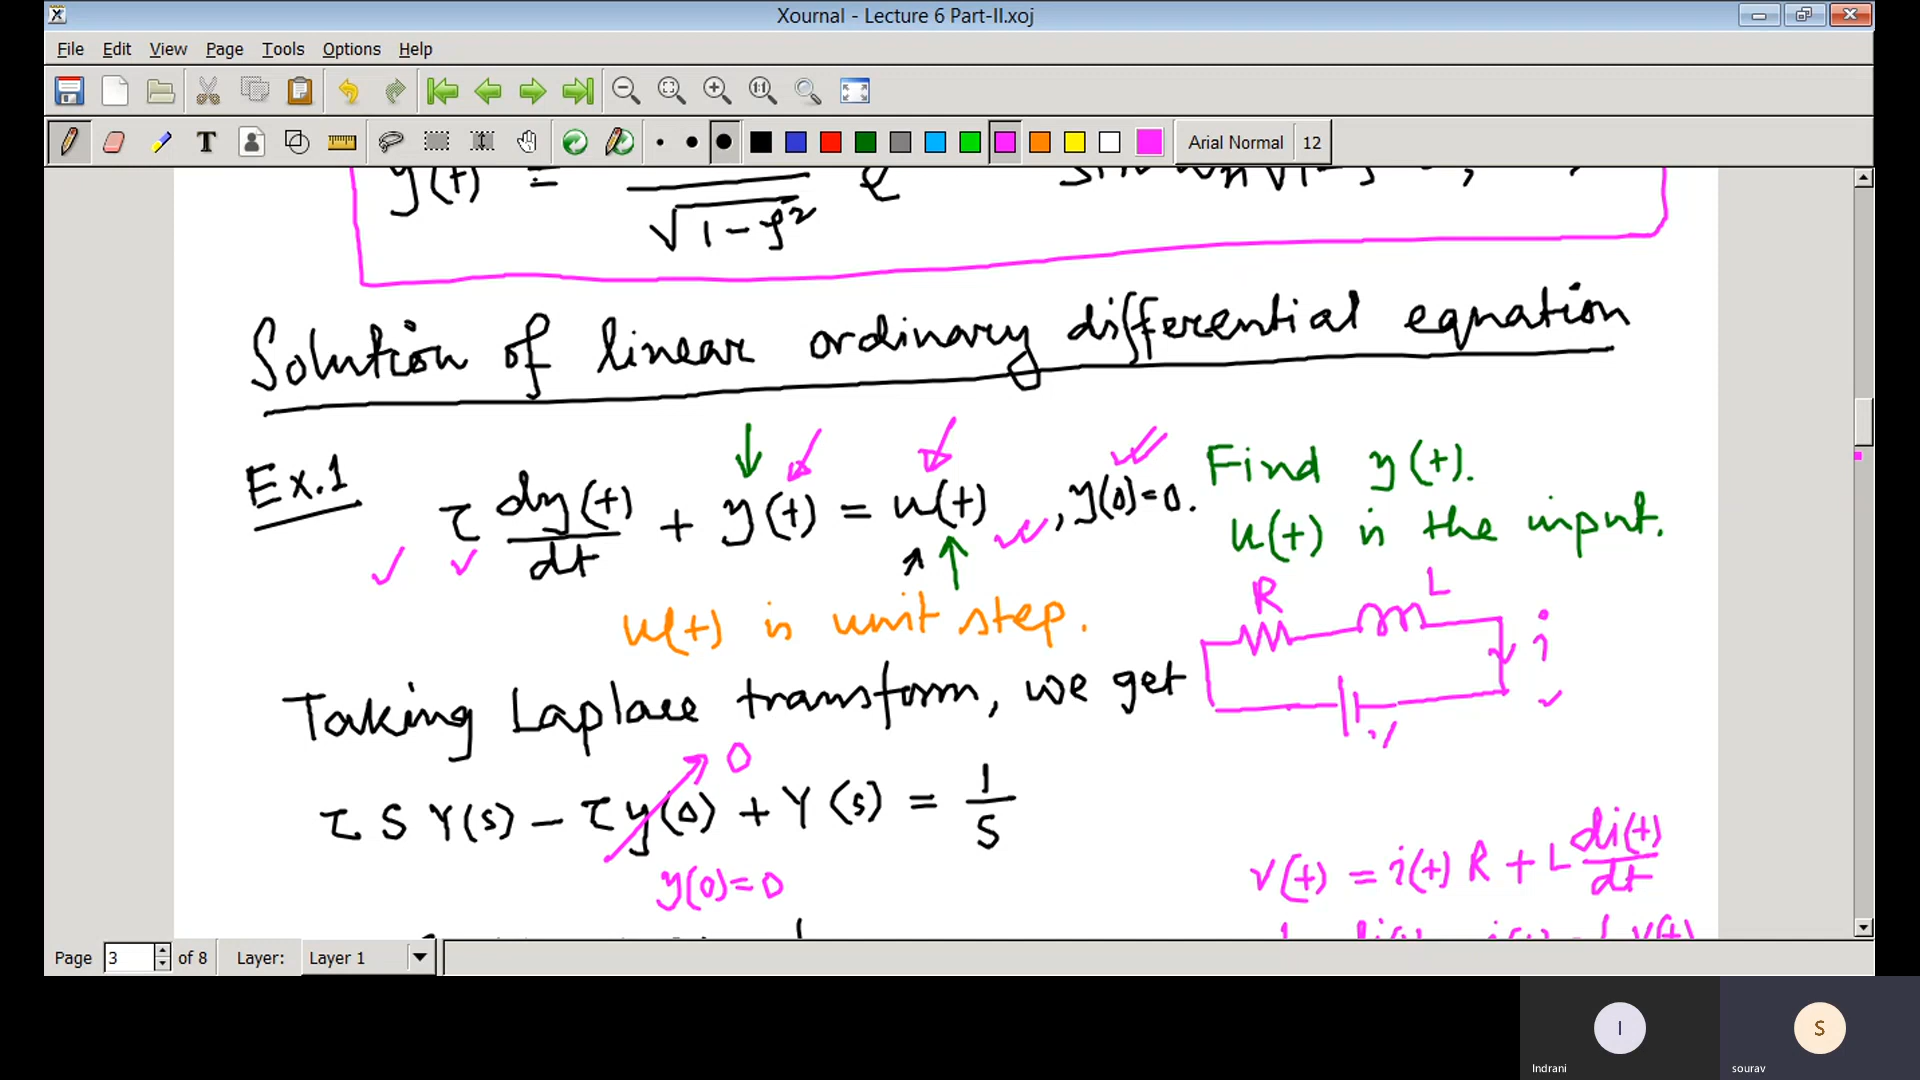 Xournal - Lecture 6 Part-II.xoj
File Edit View Page Tools Options Help
Arial Normal 12
y(t) =
√1-ζ²
Solution of linear ordinary differential equation
Ex.1
τ dy(t)/dt + y(t) = u(t), y(0)=0.
Find y(t).
u(t) is the input.
u(t) is unit step.
R L
i
Taking Laplace transform, we get
0
τ S Y(s) - τ y(0) + Y(s) = 1/S
y(0)=0
v(t) = i(t) R + L di(t)/dt
Page 3 of 8 Layer: Layer 1
I S
Indrani sourav